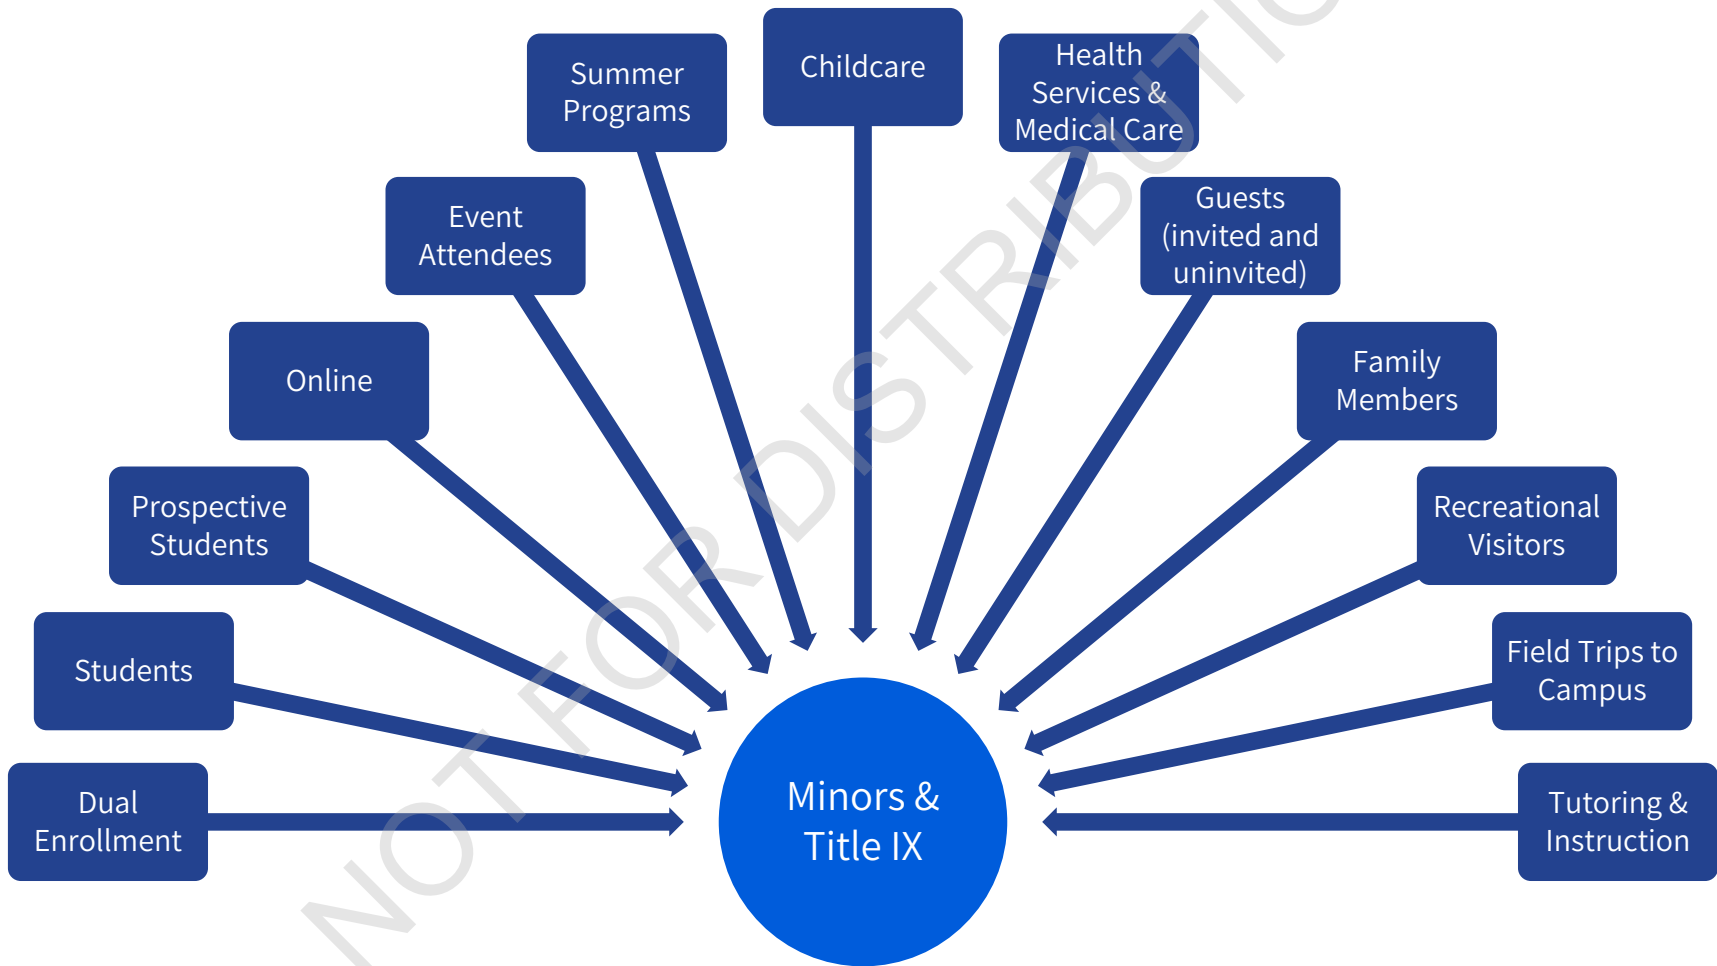 Childcare
Summer
Programs
Health
Services &
Medical Care
Event
Attendees
Guests
(invited and
uninvited)
Online
Family
Members
Prospective
Students
Recreational
Visitors
Students
Field Trips to
Campus
Dual
Enrollment
Minors &
Title IX
Tutoring &
Instruction
NOT FOR DISTRIBUTIO